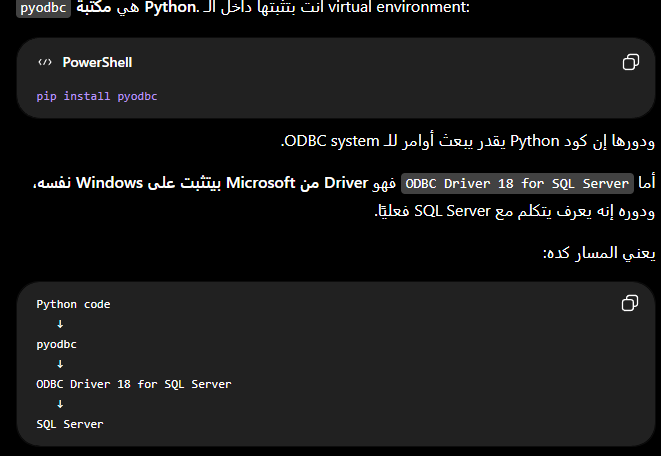 pyodbc هي مكتبة Python. أنت بتثبتها داخل الـ virtual environment:
PowerShell
pip install pyodbc
ودورها إن كود Python يقدر يبعث أوامر للـ ODBC system.
أما ODBC Driver 18 for SQL Server فهو Driver من Microsoft بيتثبت على Windows نفسه،
ودوره إنه يعرف يتكلم مع SQL Server فعليًا.
يعني المسار كده:
Python code
↓
pyodbc
↓
ODBC Driver 18 for SQL Server
↓
SQL Server